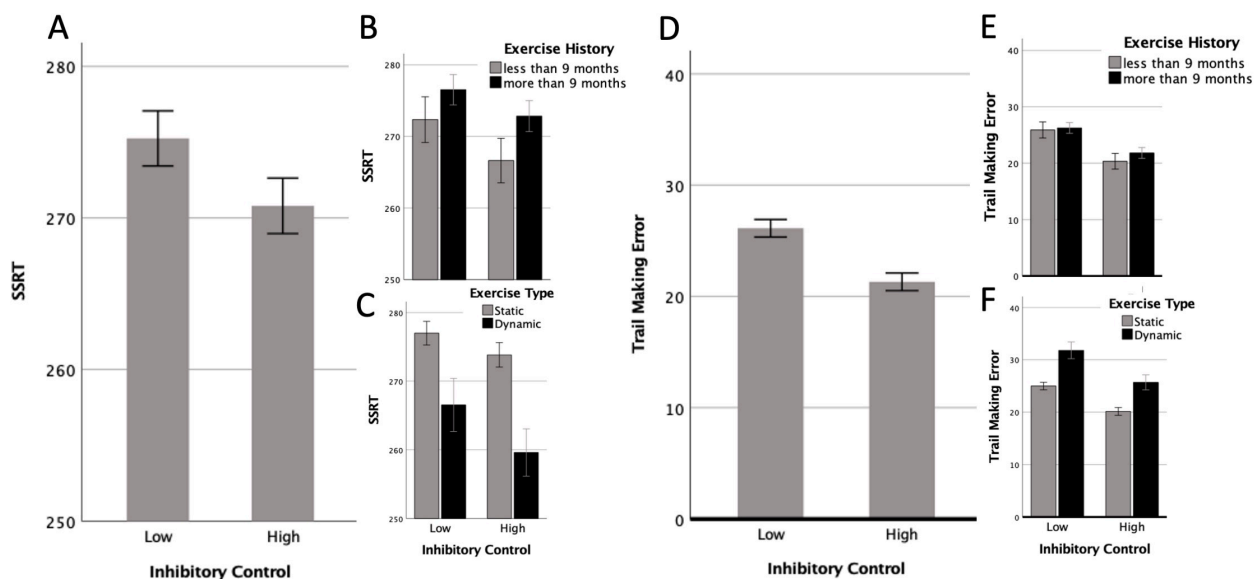 A
280
270
260
250
SSRT
Low
High
Inhibitory Control
B
Exercise History
less than 9 months
more than 9 months
280
270
260
250
SSRT
C
Exercise Type
Static
Dynamic
280
270
260
250
SSRT
Low
High
Inhibitory Control
D
40
30
20
10
0
Trail Making Error
Low
High
Inhibitory Control
E
Exercise History
less than 9 months
more than 9 months
40
30
20
10
0
Trail Making Error
F
Exercise Type
Static
Dynamic
40
30
20
10
0
Trail Making Error
Low
High
Inhibitory Control